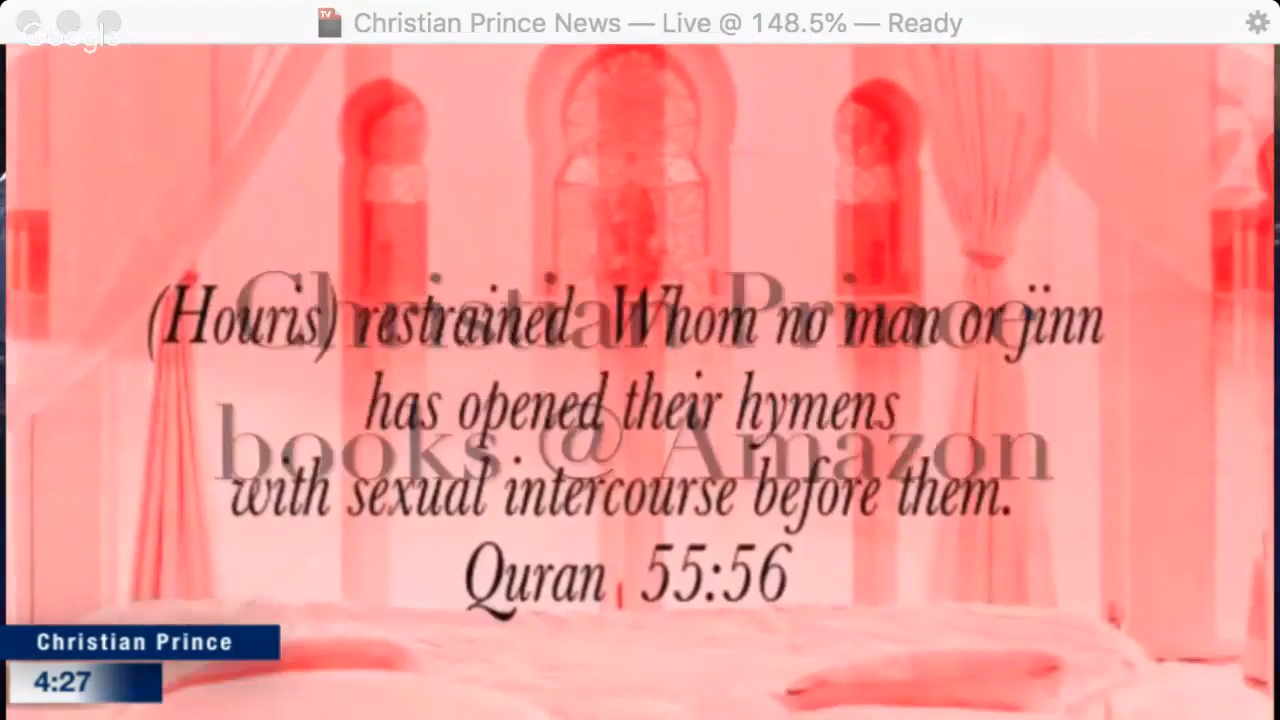 TV
Christian Prince News — Live @ 148.5% — Ready
Google
Christian Prince
(Houris) restrained Whom no man or jinn
has opened their hymens
books @ Amazon
with sexual intercourse before them.
Quran 55:56
Christian Prince
4:27